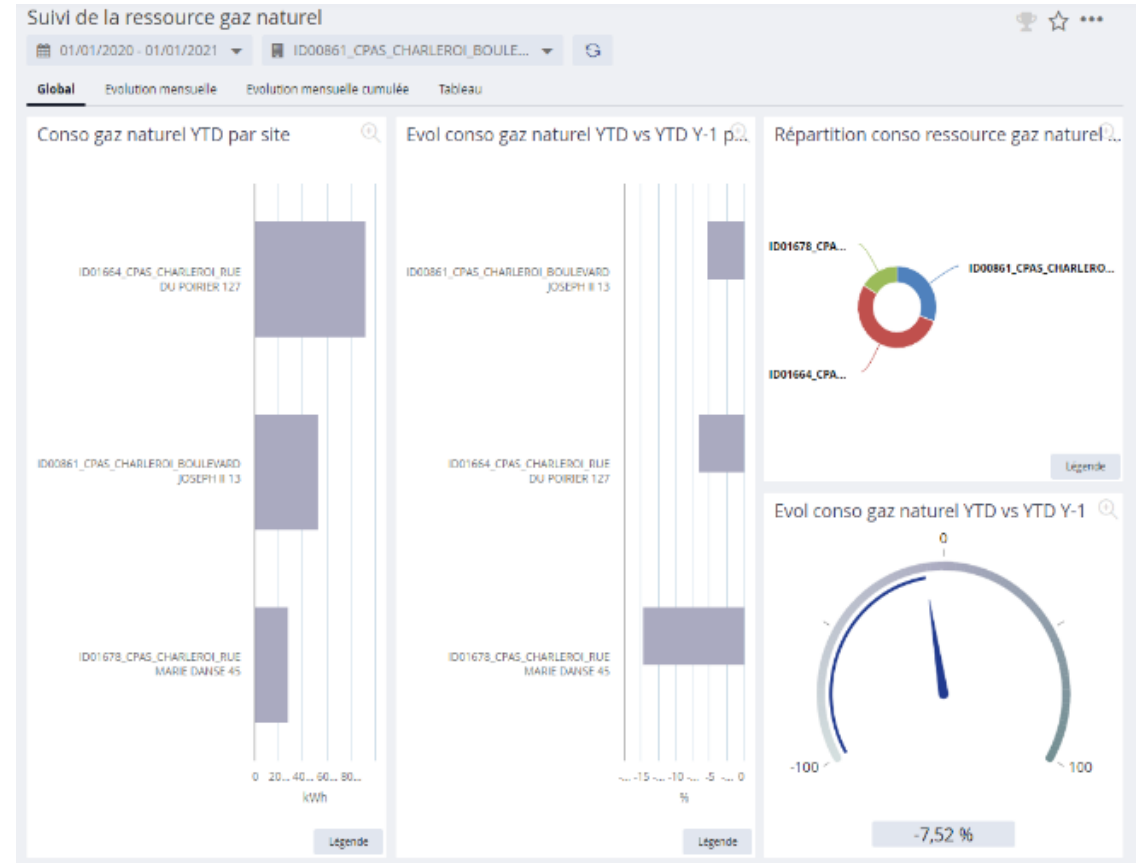 Suivi de la ressource gaz naturel
01/01/2020 - 01/01/2021
ID00861_CPAS_CHARLEROI_BOULE...
Global Evolution mensuelle Evolution mensuelle cumulée Tableau
Conso gaz naturel YTD par site
ID01664_CPAS_CHARLEROI_RUE
DU POIRIER 127
ID00861_CPAS_CHARLEROI_BOULEVARD
JOSEPH II 13
ID01678_CPAS_CHARLEROI_RUE
MARIE DANSE 45
0 20... 40... 60... 80...
kWh
Légende
Evol conso gaz naturel YTD vs YTD Y-1 p...
ID00861_CPAS_CHARLEROI_BOULEVARD
JOSEPH II 13
ID01664_CPAS_CHARLEROI_RUE
DU POIRIER 127
ID01678_CPAS_CHARLEROI_RUE
MARIE DANSE 45
-... -15 -... -10 -... -5 -... 0
%
Légende
Répartition conso ressource gaz naturel ...
ID01678_CPA...
ID00861_CPAS_CHARLERO...
ID01664_CPA...
Légende
Evol conso gaz naturel YTD vs YTD Y-1
0
-100
100
-7,52 %